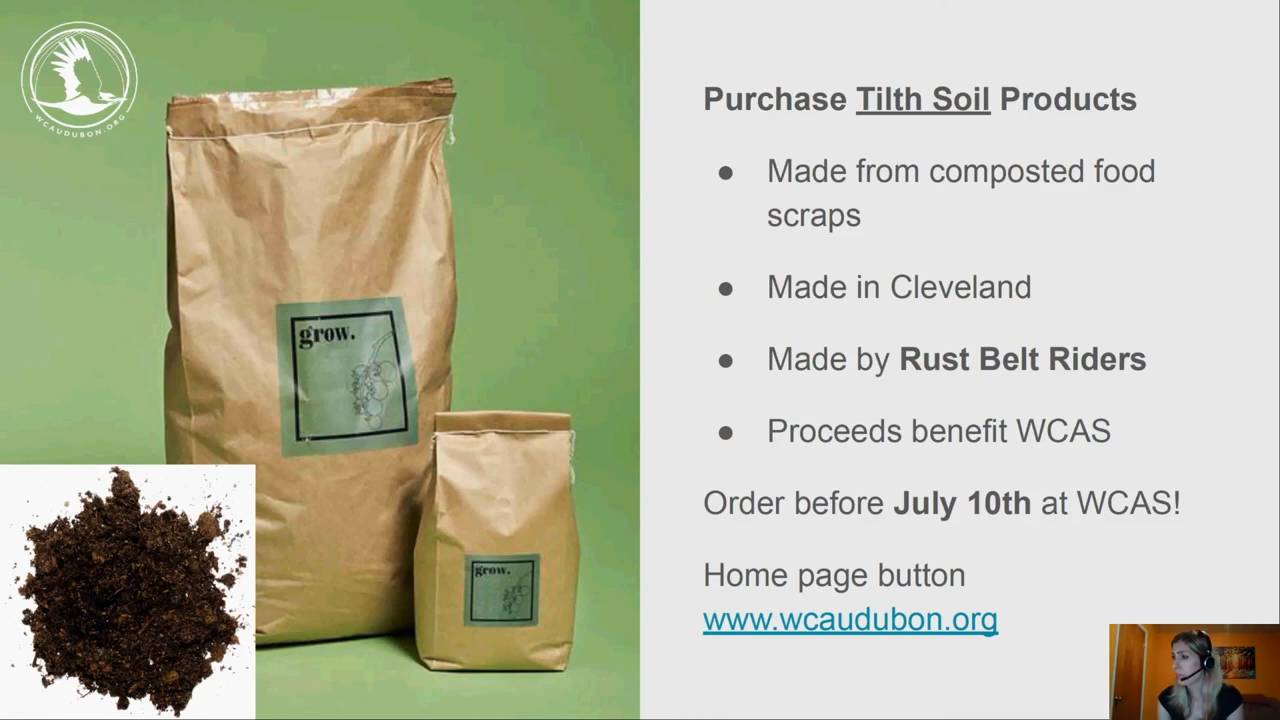 WCAUDUBON.ORG
grow.
grow.
Purchase Tilth Soil Products
● Made from composted food
scraps
● Made in Cleveland
● Made by Rust Belt Riders
● Proceeds benefit WCAS
Order before July 10th at WCAS!
Home page button
www.wcaudubon.org